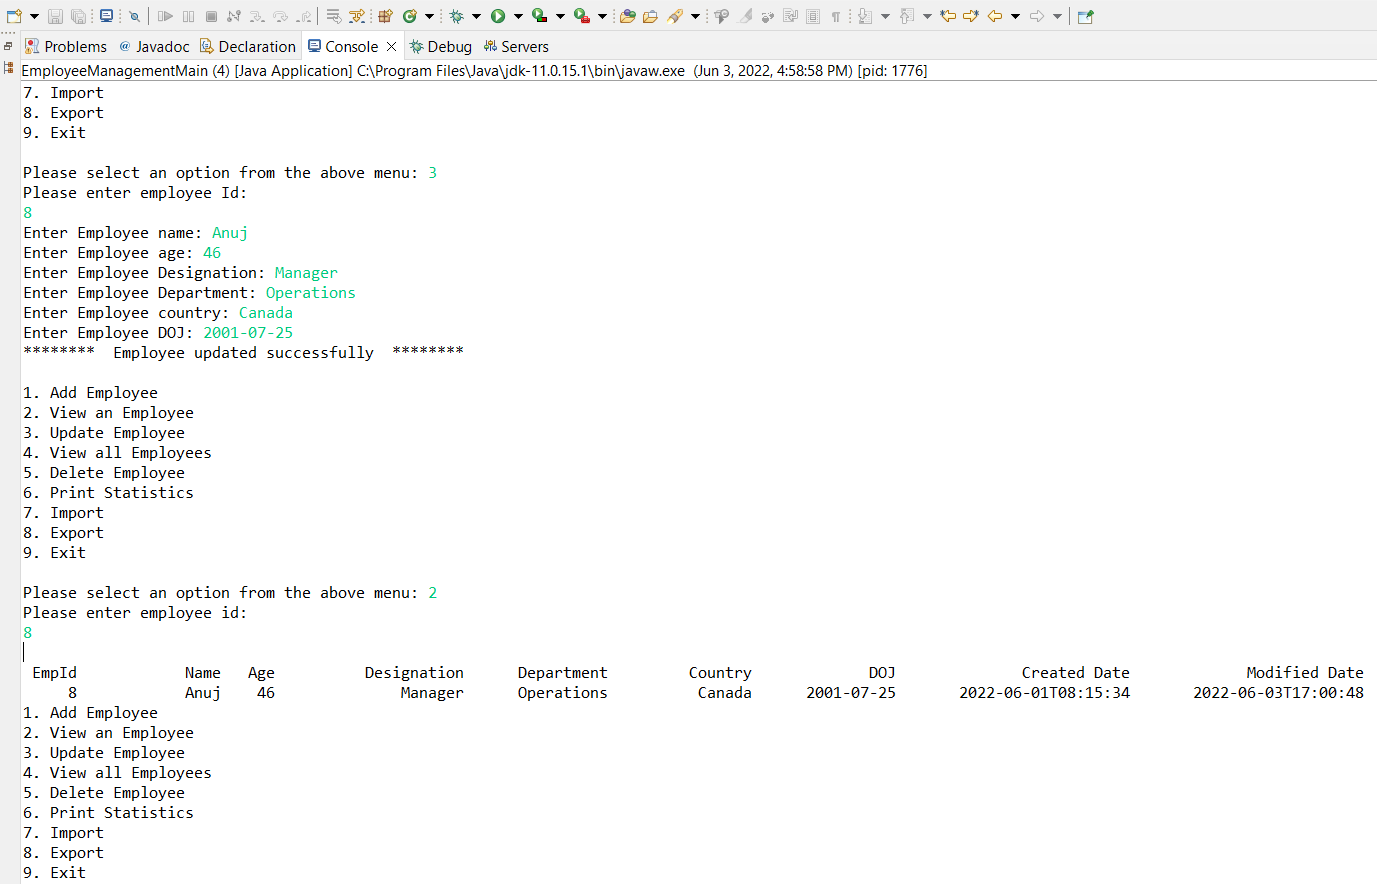 Problems @ Javadoc Declaration Console Debug Servers
EmployeeManagementMain (4) [Java Application] C:\Program Files\Java\jdk-11.0.15.1\bin\javaw.exe (Jun 3, 2022, 4:58:58 PM) [pid: 1776]
7. Import
8. Export
9. Exit
Please select an option from the above menu: 3
Please enter employee Id:
8
Enter Employee name: Anuj
Enter Employee age: 46
Enter Employee Designation: Manager
Enter Employee Department: Operations
Enter Employee country: Canada
Enter Employee DOJ: 2001-07-25
******** Employee updated successfully ********
1. Add Employee
2. View an Employee
3. Update Employee
4. View all Employees
5. Delete Employee
6. Print Statistics
7. Import
8. Export
9. Exit
Please select an option from the above menu: 2
Please enter employee id:
8
EmpId Name Age Designation Department Country DOJ Created Date Modified Date
8 Anuj 46 Manager Operations Canada 2001-07-25 2022-06-01T08:15:34 2022-06-03T17:00:48
1. Add Employee
2. View an Employee
3. Update Employee
4. View all Employees
5. Delete Employee
6. Print Statistics
7. Import
8. Export
9. Exit